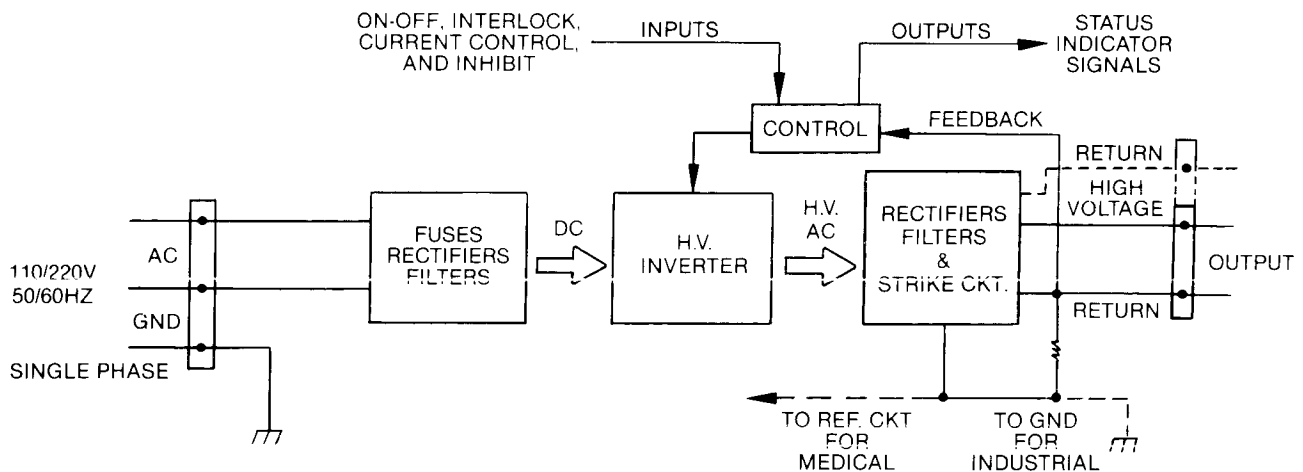 ON-OFF, INTERLOCK,
CURRENT CONTROL,
AND INHIBIT
INPUTS
OUTPUTS
STATUS
INDICATOR
SIGNALS
CONTROL
FEEDBACK
RETURN
HIGH
VOLTAGE
110/220V
50/60HZ
AC
GND
SINGLE PHASE
FUSES
RECTIFIERS
FILTERS
DC
H.V.
INVERTER
H.V.
AC
RECTIFIERS
FILTERS
&
STRIKE CKT.
OUTPUT
RETURN
TO REF. CKT
FOR
MEDICAL
TO GND
FOR
INDUSTRIAL